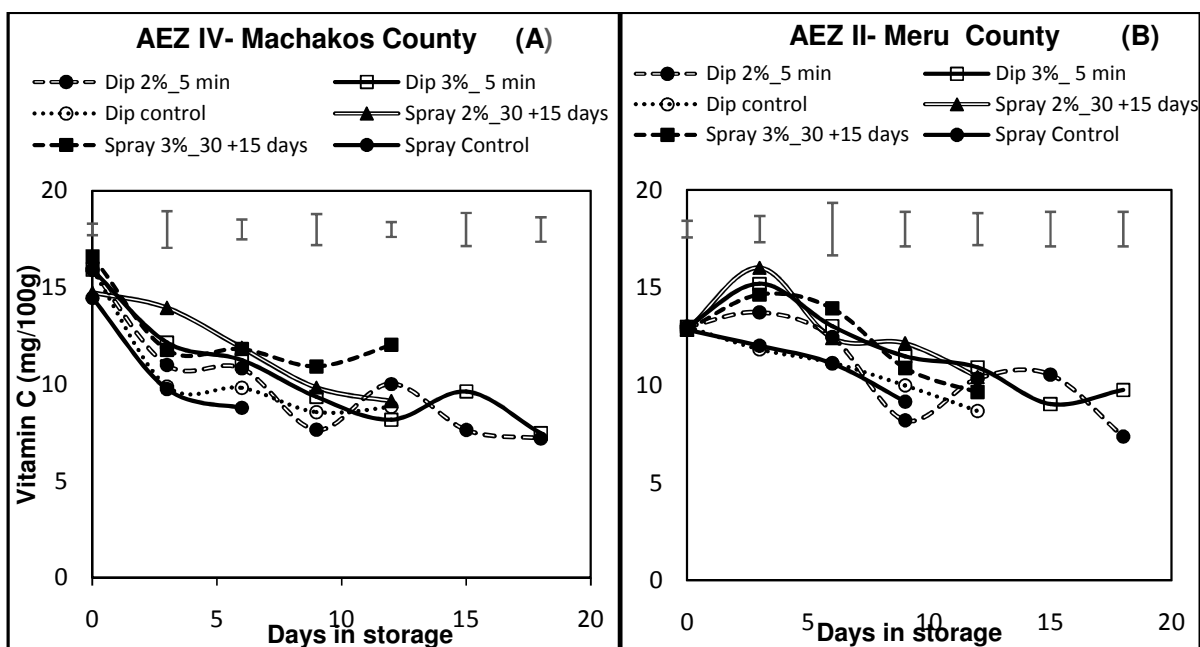 AEZ IV- Machakos County (A)
Dip 2%_5 min
Dip 3%_ 5 min
Dip control
Spray 2%_30 +15 days
Spray 3%_30 +15 days
Spray Control
20
15
10
5
0
Vitamin C (mg/100g)
0 5 10 15 20
Days in storage
AEZ II- Meru County (B)
Dip 2%_5 min
Dip 3%_ 5 min
Dip control
Spray 2%_30 +15 days
Spray 3%_30 +15 days
Spray Control
20
15
10
5
0
0 5 10 15 20
Days in storage